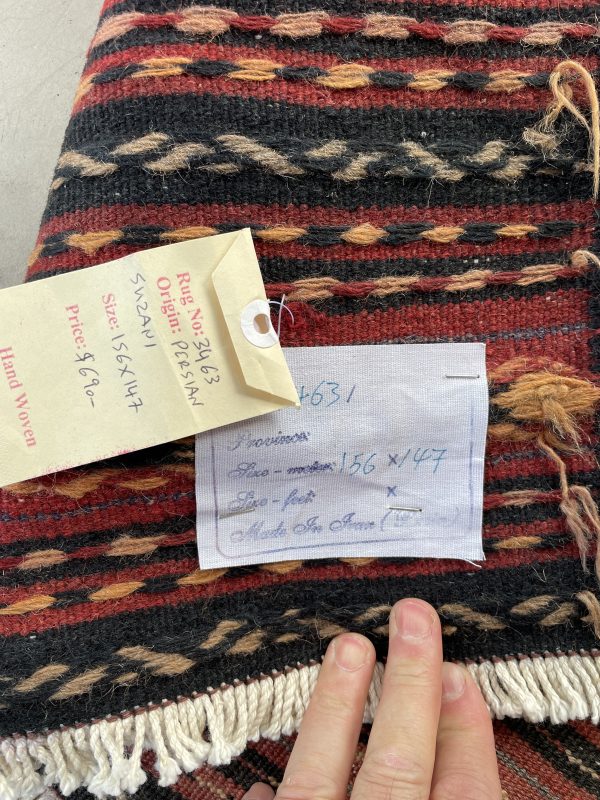 Rug No: 3463
Origin: PERSIAN
SUZANI
Size: 156X147
Price: $690-
Hand Woven
631
Province:
Size - meter: 156 x 147
Size - feet: x
Made In Iran